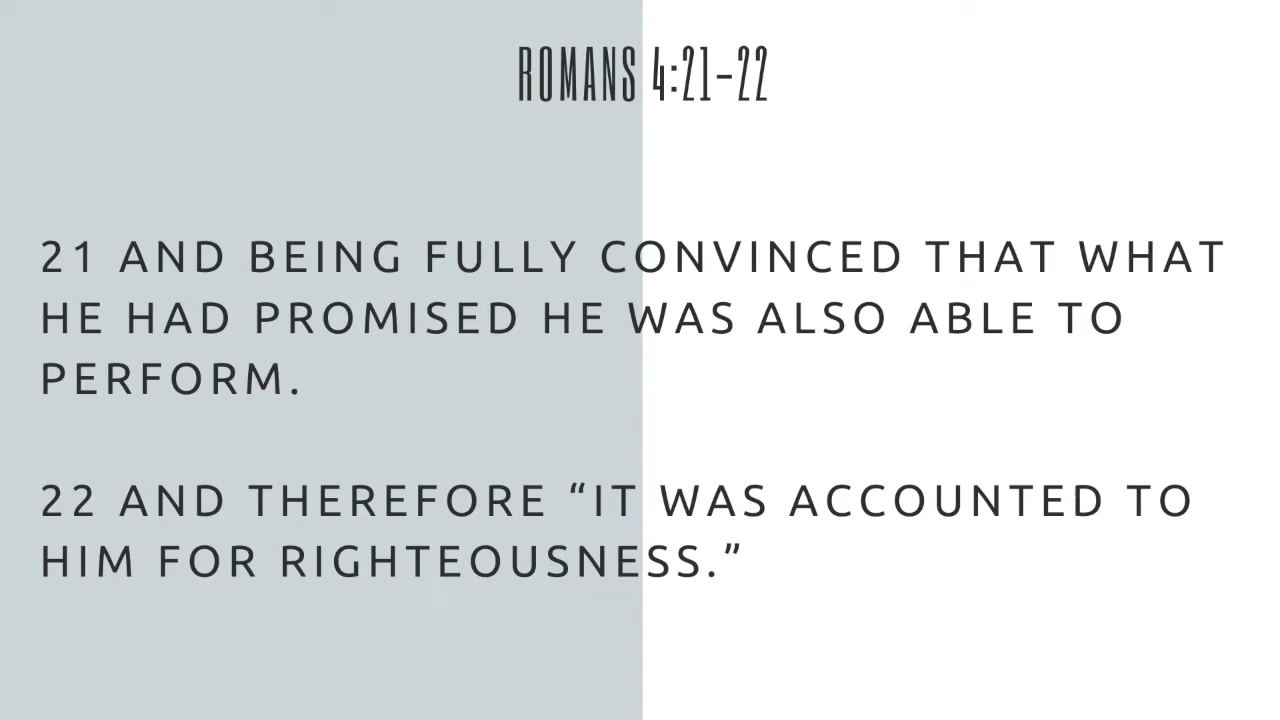 ROMANS 4:21-22
21 AND BEING FULLY CONVINCED THAT WHAT
HE HAD PROMISED HE WAS ALSO ABLE TO
PERFORM.
22 AND THEREFORE “IT WAS ACCOUNTED TO
HIM FOR RIGHTEOUSNESS.”